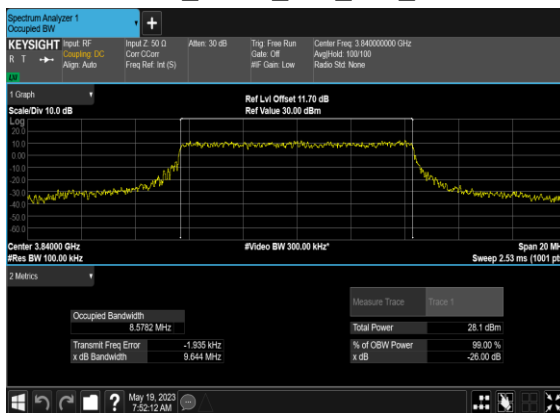 Spectrum Analyzer 1
Occupied BW
+
KEYSIGHT Input: RF Input Z: 50 Ω Atten: 30 dB Trig: Free Run Center Freq: 3.840000000 GHz
R T Coupling: DC Corr CCorr Gate: Off Avg|Hold: 100/100
Align: Auto Freq Ref: Int (S) #IF Gain: Low Radio Std: None
1 Graph
Ref Lvl Offset 11.70 dB
Scale/Div 10.0 dB Ref Value 30.00 dBm
Log
20.0
10.0
0.00
-10.0
-20.0
-30.0
-40.0
-50.0
-60.0
Center 3.84000 GHz #Video BW 300.00 kHz* Span 20 MH
#Res BW 100.00 kHz Sweep 2.53 ms (1001 pt
2 Metrics
Measure Trace Trace 1
Occupied Bandwidth
8.5782 MHz
Total Power 28.1 dBm
Transmit Freq Error -1.935 kHz % of OBW Power 99.00 %
x dB Bandwidth 9.644 MHz x dB -26.00 dB
?
May 19, 2023
7:52:12 AM